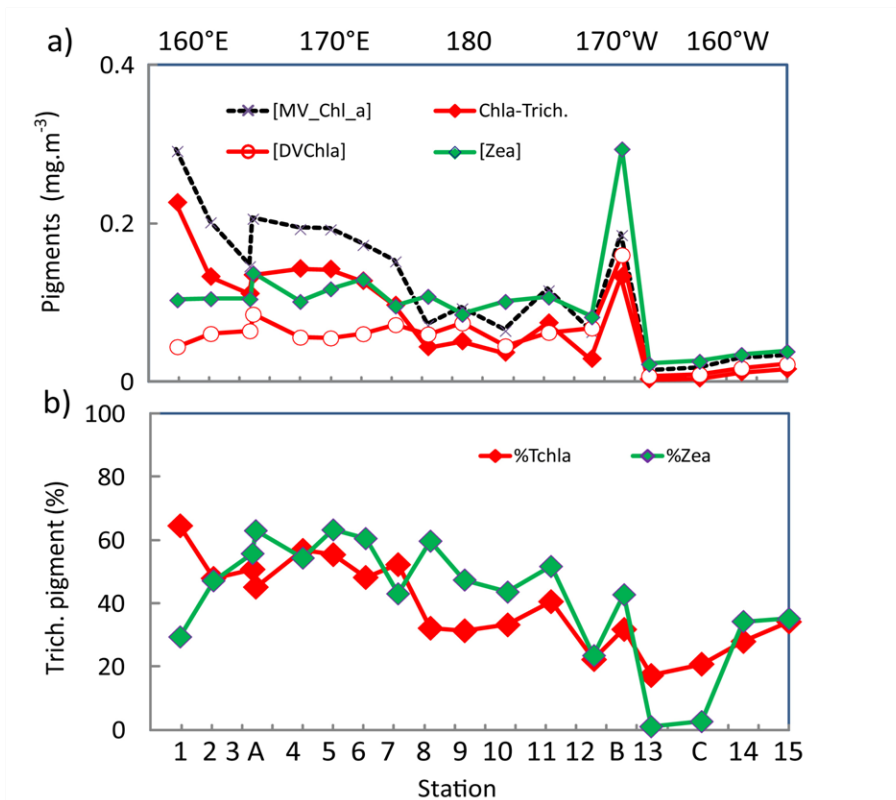 a) 160°E 170°E 180 170°W 160°W
0.4
[MV_Chl_a] Chla-Trich.
[DVChla] [Zea]
Pigments (mg.m-3)
0.2
0
b) 100
%Tchla %Zea
80
60
Trich. pigment (%)
40
20
0
1 2 3 A 4 5 6 7 8 9 10 11 12 B 13 C 14 15
Station